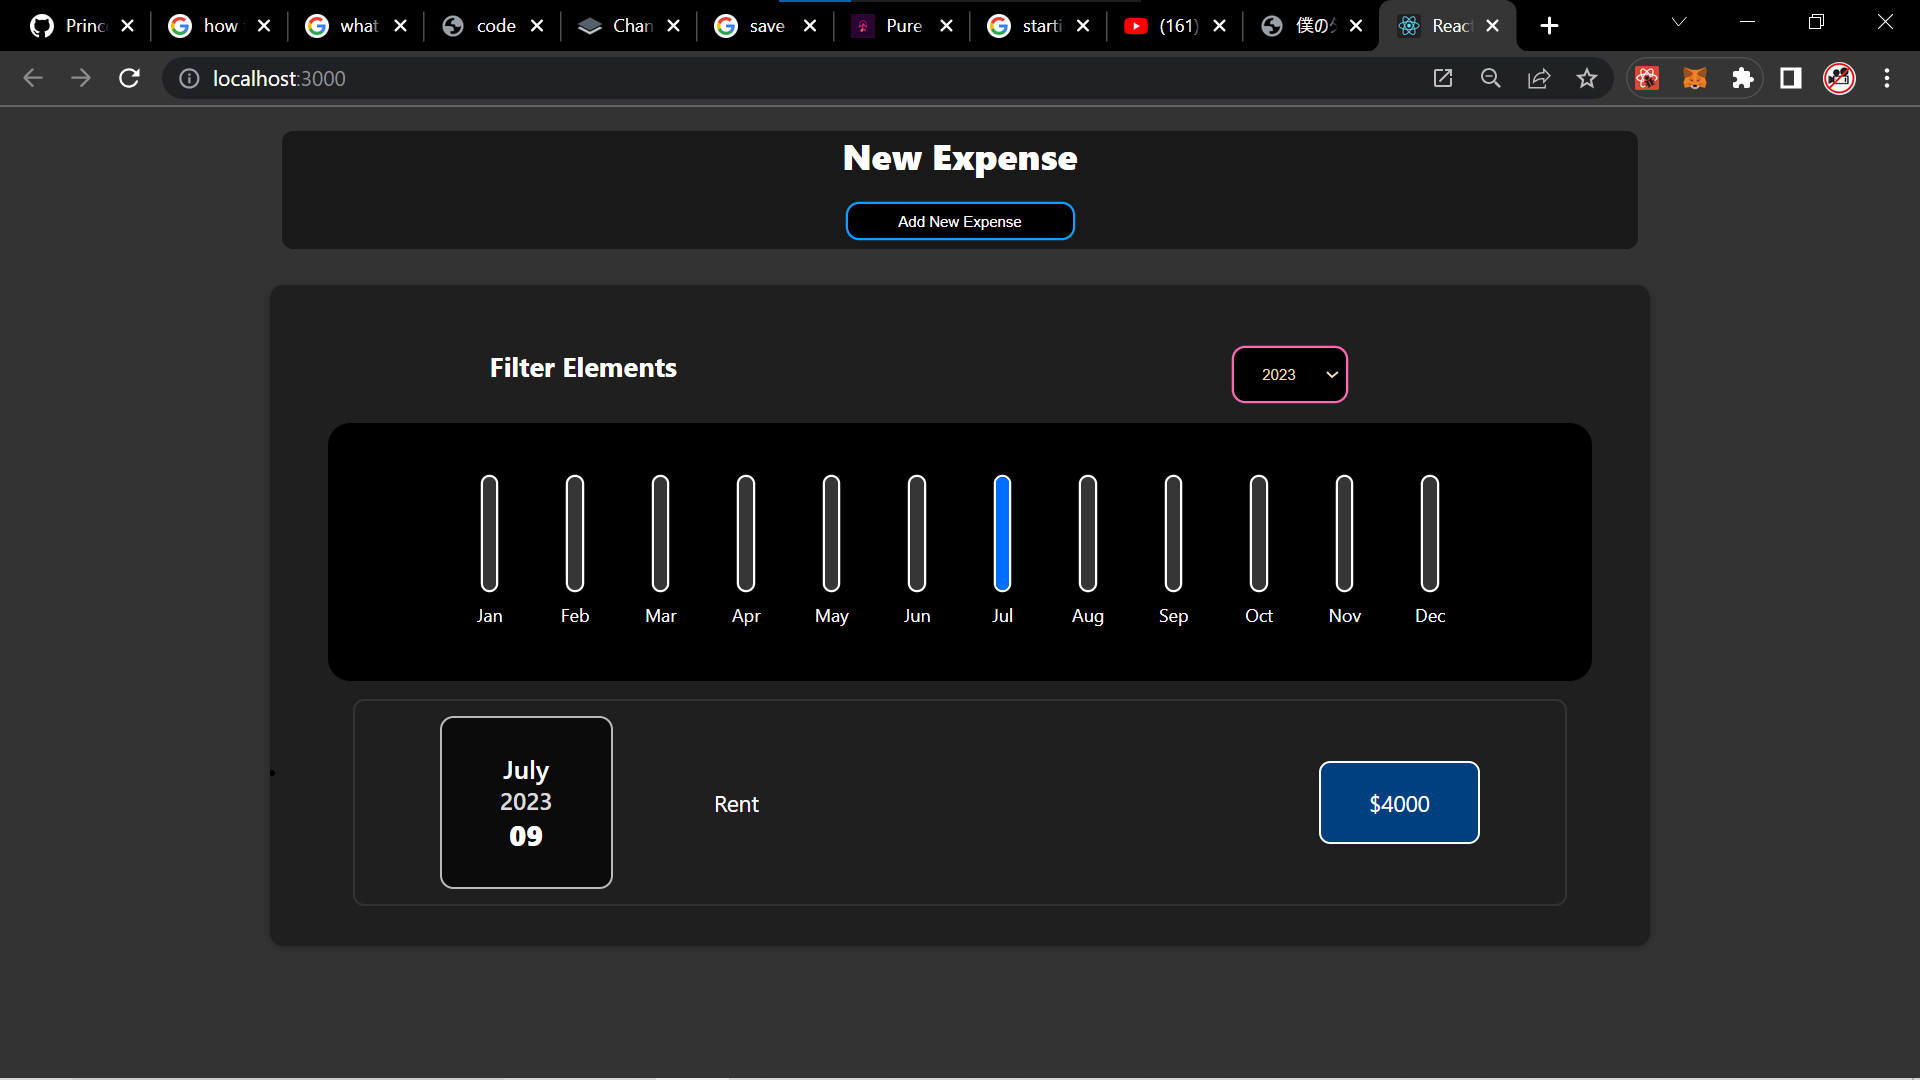 Princ
how
what
code
Chan
save
Pure
starti
(161)
僕のゲ
React
localhost:3000
New Expense
Add New Expense
Filter Elements
2023
Jan Feb Mar Apr May Jun Jul Aug Sep Oct Nov Dec
July
2023
09
Rent
$4000